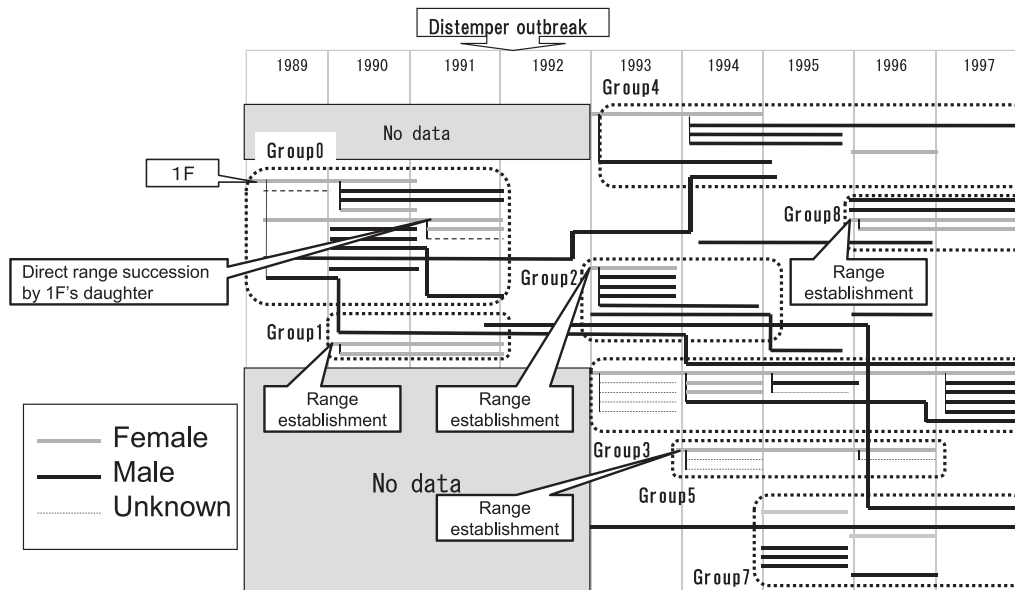 Distemper outbreak
1989 1990 1991 1992 1993 1994 1995 1996 1997
Group4
No data
Group0
1F
Group8
Direct range succession
by 1F's daughter
Group2
Range
establishment
Group1
Range
establishment
Range
establishment
Female
Male
Unknown
Group3
No data
Group5
Range
establishment
Group7